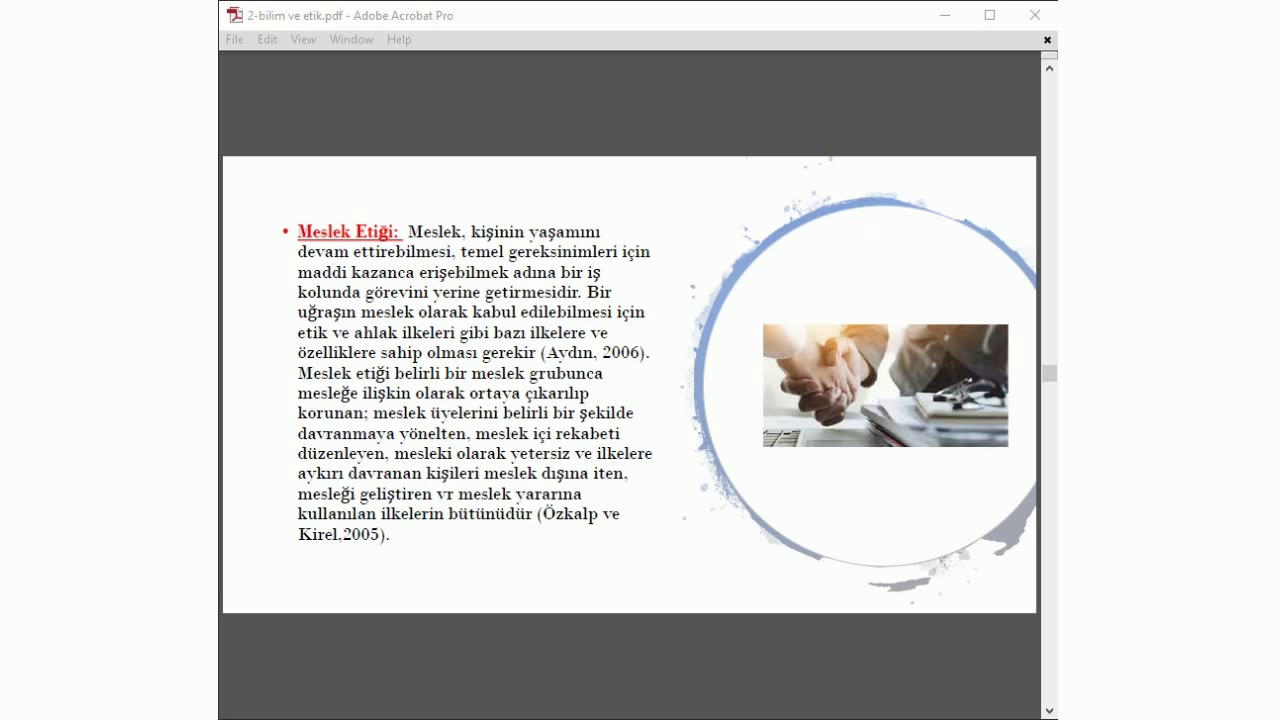 2-bilim ve etik.pdf - Adobe Acrobat Pro
File Edit View Window Help
• Meslek Etiği: Meslek, kişinin yaşamını
devam ettirebilmesi, temel gereksinimleri için
maddi kazanca erişebilmek adına bir iş
kolunda görevini yerine getirmesidir. Bir
uğraşın meslek olarak kabul edilebilmesi için
etik ve ahlak ilkeleri gibi bazı ilkelere ve
özelliklere sahip olması gerekir (Aydın, 2006).
Meslek etiği belirli bir meslek grubunca
mesleğe ilişkin olarak ortaya çıkarılıp
korunan; meslek üyelerini belirli bir şekilde
davranmaya yönelten, meslek içi rekabeti
düzenleyen, mesleki olarak yetersiz ve ilkelere
aykırı davranan kişileri meslek dışına iten,
mesleği geliştiren vr meslek yararına
kullanılan ilkelerin bütünüdür (Özkalp ve
Kirel,2005).